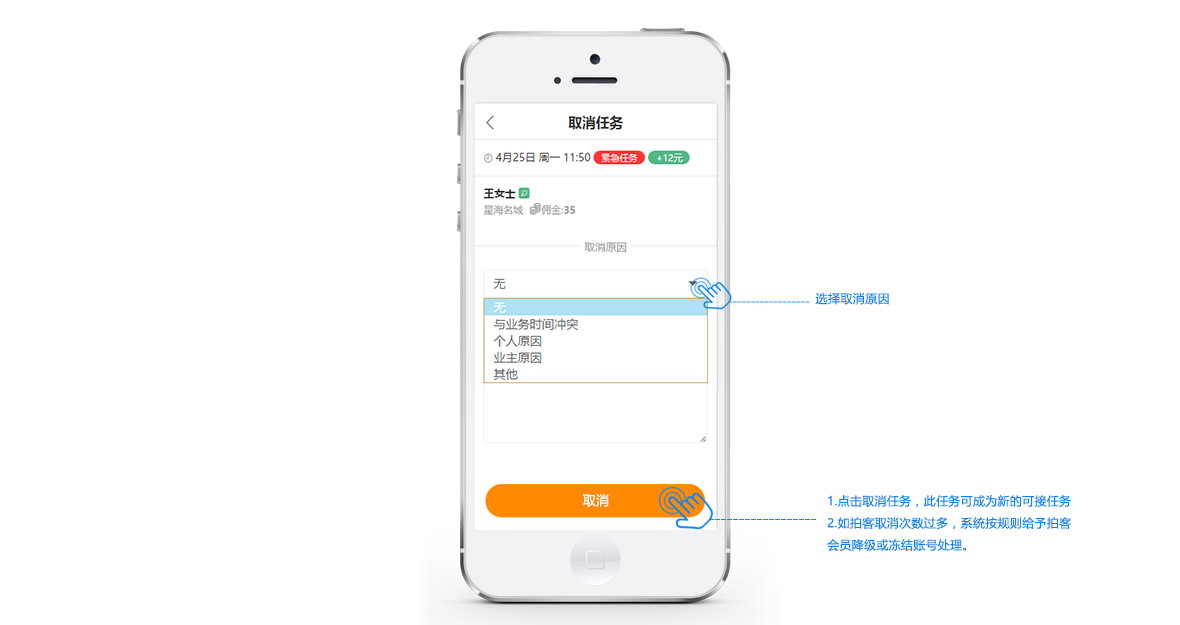 取消任务
4月25日 周一 11:50 紧急任务 +12元
王女士
星海名城 佣金:35
取消原因
无
无
与业务时间冲突
个人原因
业主原因
其他
选择取消原因
取消
1.点击取消任务，此任务可成为新的可接任务
2.如拍客取消次数过多，系统按规则给予拍客
会员降级或冻结账号处理。